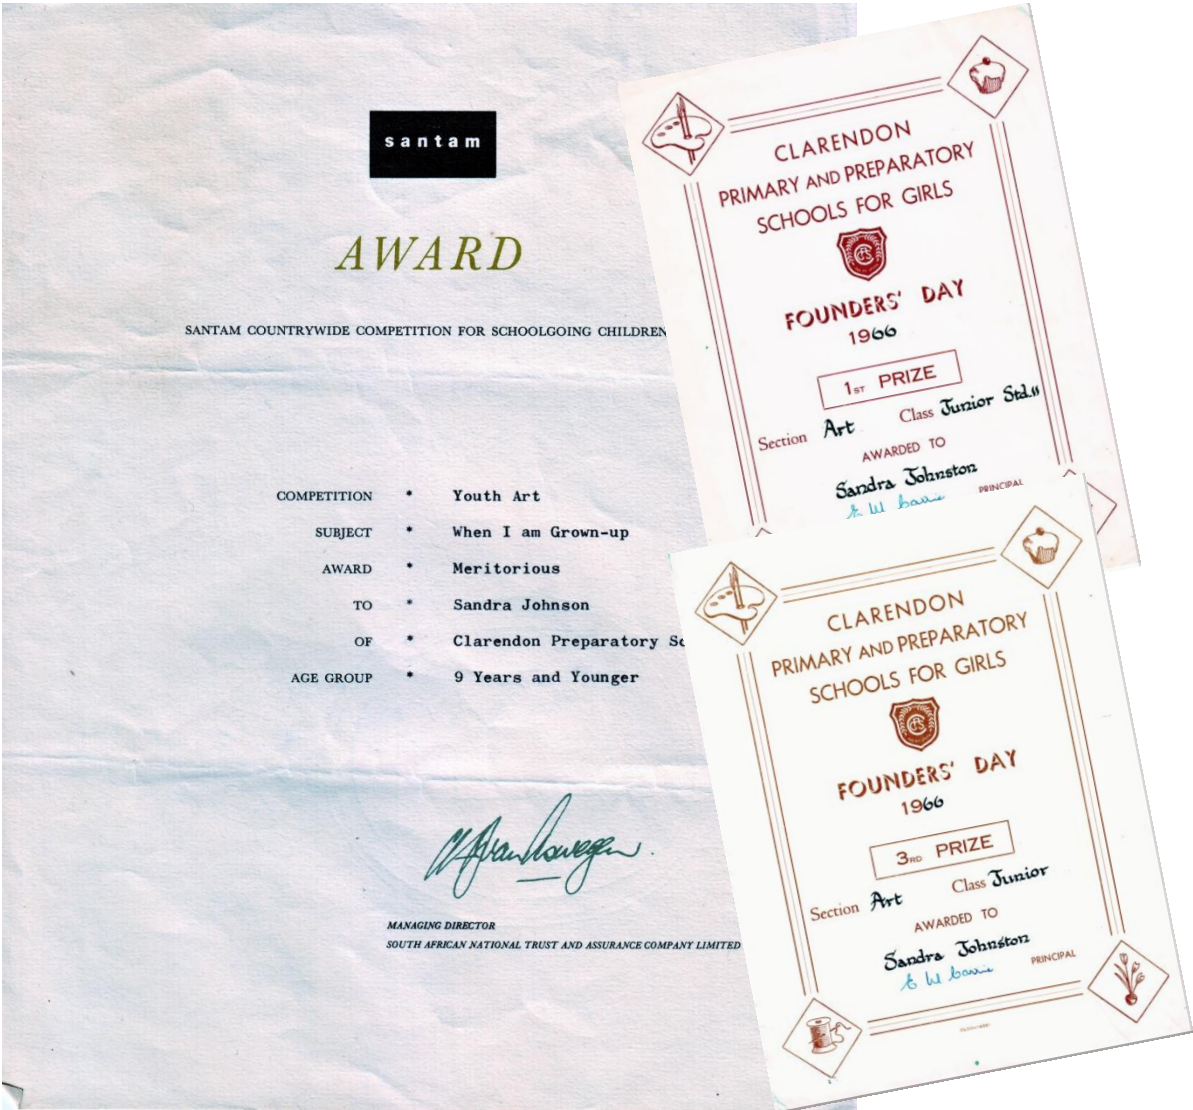 santam
AWARD
SANTAM COUNTRYWIDE COMPETITION FOR SCHOOLGOING CHILDREN
COMPETITION * Youth Art
SUBJECT * When I am Grown-up
AWARD * Meritorious
TO * Sandra Johnson
OF * Clarendon Preparatory Sc
AGE GROUP * 9 Years and Younger
MANAGING DIRECTOR
SOUTH AFRICAN NATIONAL TRUST AND ASSURANCE COMPANY LIMITED
CLARENDON
PRIMARY AND PREPARATORY
SCHOOLS FOR GIRLS
FOUNDERS' DAY
1966
1ST PRIZE
Section Art Class Junior Std.II
AWARDED TO
Sandra Johnston
E W Carrie PRINCIPAL
CLARENDON
PRIMARY AND PREPARATORY
SCHOOLS FOR GIRLS
FOUNDERS' DAY
1966
3RD PRIZE
Section Art Class Junior
AWARDED TO
Sandra Johnston
E W Carrie PRINCIPAL